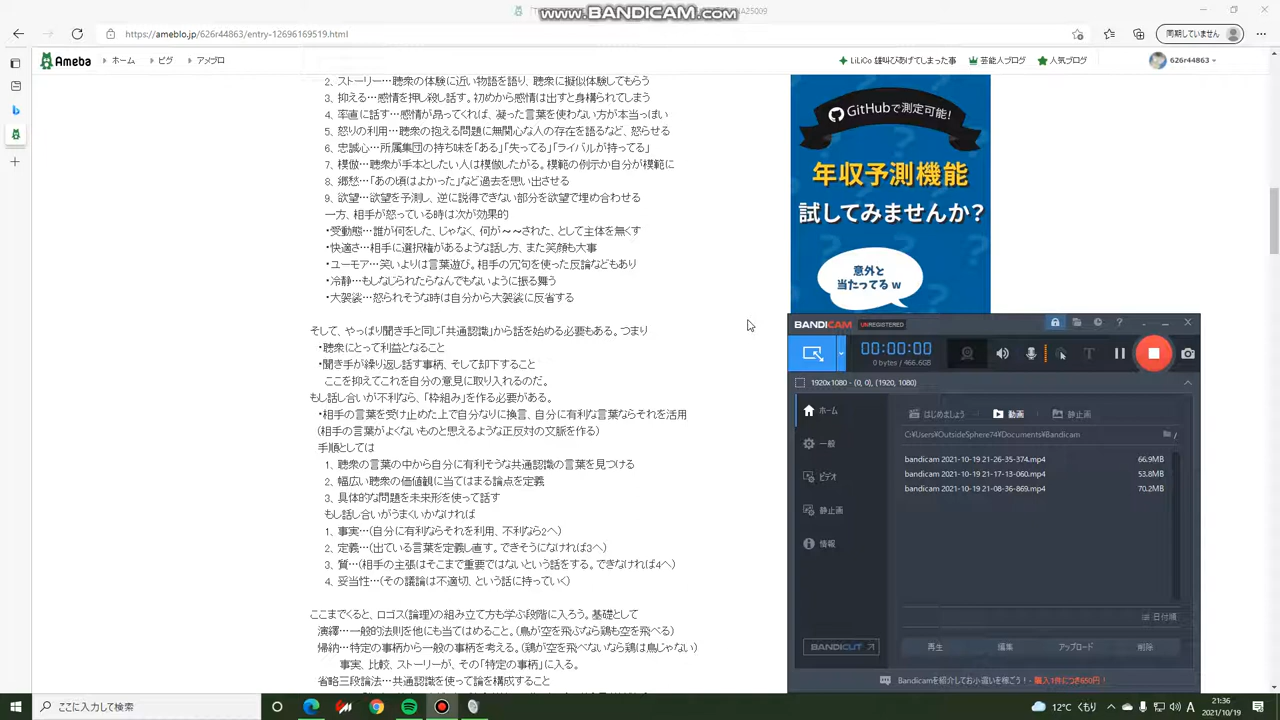 www.BANDICAM.com
25009
https://ameblo.jp/626r44863/entry-12696169519.html
同期していません
Ameba
ホーム
ピグ
アメブロ
LiLiCo 雄叫びあげてしまった事
芸能人ブログ
人気ブログ
626r44863
2、ストーリー…聴衆の体験に近い物語を語り、聴衆に擬似体験してもらう
3、抑える…感情を押し殺し話す。初めから感情は出すと身構られてしまう
4、率直に話す…感情が昂ってくれば、凝った言葉を使わない方が本当っぽい
5、怒りの利用…聴衆の抱える問題に無関心な人の存在を語るなど、怒らせる
6、忠誠心…所属集団の持ち味を「ある」「失ってる」「ライバルが持ってる」
7、模倣…聴衆が手本としたい人は模倣したがる。模範の例示か自分が模範に
8、郷愁…「あの頃はよかった」など過去を思い出させる
9、欲望…欲望を予測し、逆に説得できない部分を欲望で埋め合わせる
一方、相手が怒っている時は次が効果的
・受動態…誰が何をした、じゃなく、何が～～された、として主体を無くす
・快適さ…相手に選択権があるような話し方、また笑顔も大事
・ユーモア…笑いよりは言葉遊び。相手の冗句を使った反論などもあり
・冷静…もしなじられたらなんでもないように振る舞う
・大袈裟…怒られそうな時は自分から大袈裟に反省する
そして、やっぱり聞き手と同じ「共通認識」から話を始める必要もある。つまり
・聴衆にとって利益となること
・聞き手が繰り返し話す事柄、そして却下すること
ここを抑えてこれを自分の意見に取り入れるのだ。
もし話し合いが不利なら、「枠組み」を作る必要がある。
・相手の言葉を受け止めた上で自分なりに換言、自分に有利な言葉ならそれを活用
(相手の言葉がよくないものと思えるような正反対の文脈を作る)
手順としては
1、聴衆の言葉の中から自分に有利そうな共通認識の言葉を見つける
2、幅広い聴衆の価値観に当てはまる論点を定義
3、具体的な問題を未来形を使って話す
もし話し合いがうまくいかなければ
1、事実…(自分に有利ならそれを利用、不利なら2へ)
2、定義…(出ている言葉を定義し直す。できそうになければ3へ)
3、質…(相手の主張はそこまで重要ではないという話をする。できなければ4へ)
4、妥当性…(その議論は不適切、という話に持っていく)
ここまでくると、ロゴス(論理)の組み立て方も学ぶ段階に入ろう。基礎として
演繹…一般的法則を他にも当てはめること。(鳥が空を飛ぶなら鶏も空を飛べる)
帰納…特定の事柄から一般の事柄を考える。(鶏が空を飛べないなら鶏は鳥じゃない)
事実、比較、ストーリーが、その「特定の事柄」に入る。
省略三段論法…共通認識を使って論を構成すること
GitHubで測定可能!
年収予測機能
試してみませんか?
意外と
当たってるw
BANDICAM
UNREGISTERED
00:00:00
0 bytes / 466.6GB
1920x1080 - (0, 0), (1920, 1080)
ホーム
一般
ビデオ
静止画
情報
はじめましょう
動画
静止画
C:¥Users¥OutsideSphere74¥Documents¥Bandicam
bandicam 2021-10-19 21-26-35-374.mp4 66.9MB
bandicam 2021-10-19 21-17-13-060.mp4 53.8MB
bandicam 2021-10-19 21-08-36-869.mp4 70.2MB
日付順
BANDICUT
再生
編集
アップロード
削除
Bandicamを紹介してお小遣いを稼ごう! - 購入1件につき650円!
ここに入力して検索
12°C くもり
A
21:36
2021/10/19